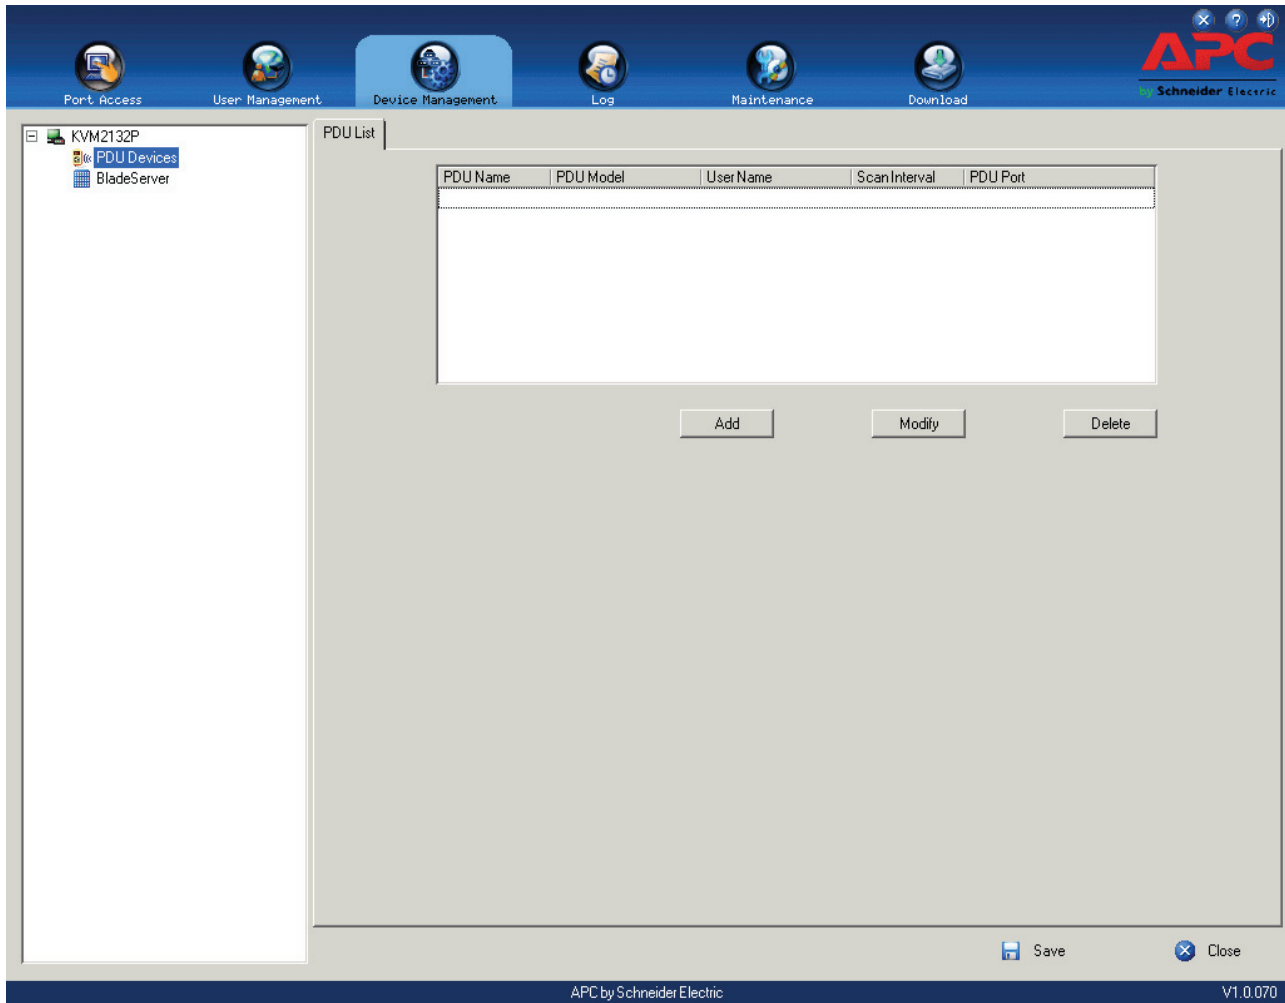 APC
by Schneider Electric
Port Access User Management Device Management Log Maintenance Download
KVM2132P
PDU Devices
BladeServer
PDU List
PDU Name PDU Model User Name Scan Interval PDU Port
Add Modify Delete
Save Close
APC by Schneider Electric V1.0.070